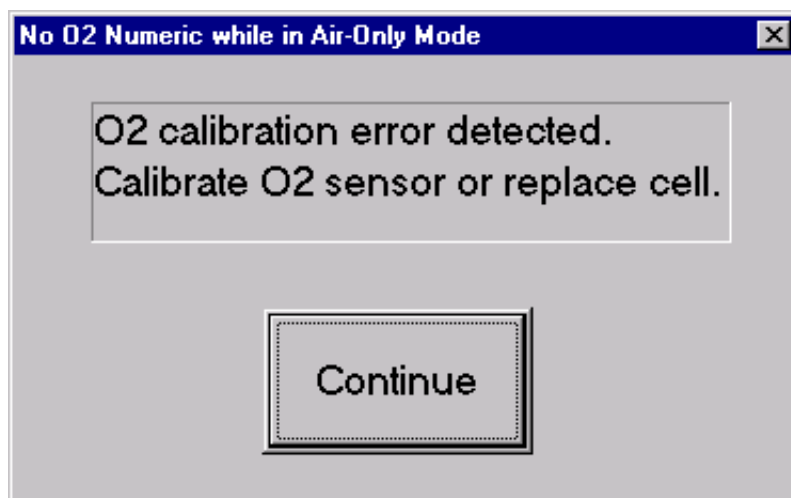 No O2 Numeric while in Air-Only Mode
O2 calibration error detected.
Calibrate O2 sensor or replace cell.
Continue